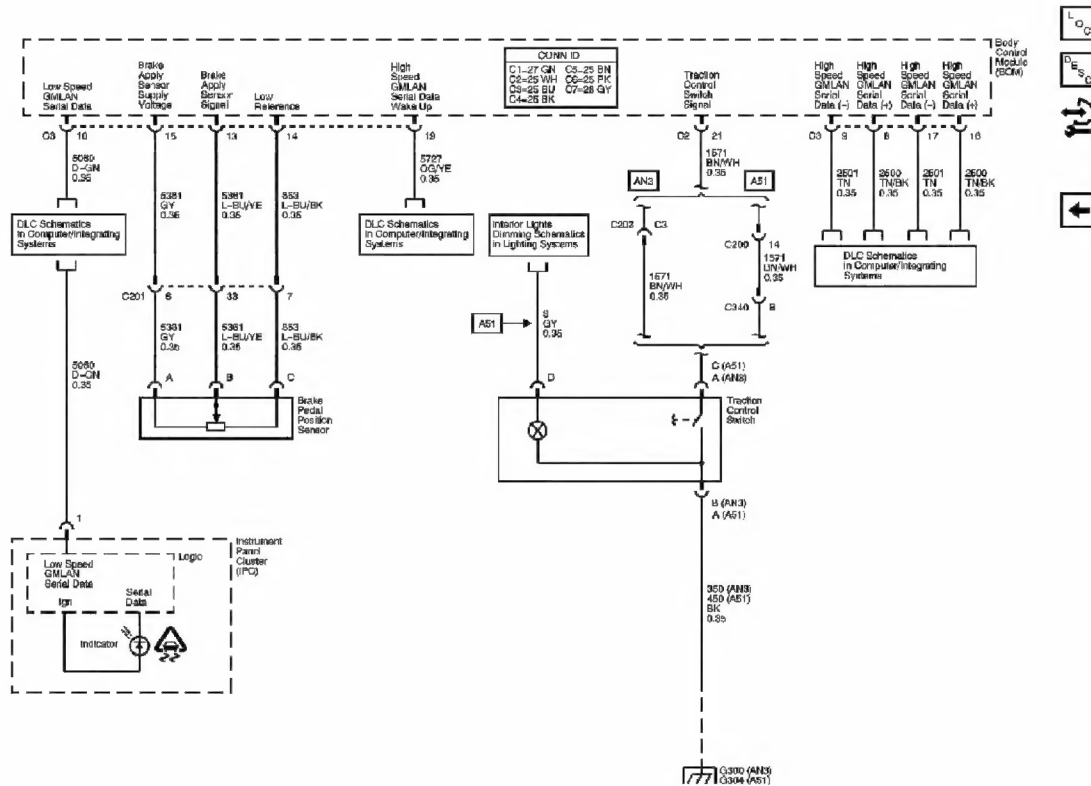 CONN ID
C1=27 GN C5=25 BN
C2=25 WH C6=25 PK
C3=25 BU C7=28 GY
C4=25 BK
Body
Control
Module
(BCM)
Low Speed
GMLAN
Serial Data
Brake
Apply
Sensor
Supply
Voltage
Brake
Apply
Sensor
Signal
Low
Reference
High
Speed
GMLAN
Serial Data
Wake Up
Traction
Control
Switch
Signal
High
Speed
GMLAN
Serial
Data (-)
High
Speed
GMLAN
Serial
Data (+)
High
Speed
GMLAN
Serial
Data (-)
High
Speed
GMLAN
Serial
Data (+)
C3 10 15 13 14 19
C2 21
C3 9 8 17 16
5060
D-GN
0.35
5361
GY
0.35
5361
L-BU/YE
0.35
853
L-BU/BK
0.35
5727
OG/YE
0.35
1571
BN/WH
0.35
2501
TN
0.35
2500
TN/BK
0.35
2501
TN
0.35
2500
TN/BK
0.35
AN3
A51
DLC Schematics
in Computer/Integrating
Systems
DLC Schematics
in Computer/Integrating
Systems
Interior Lights
Dimming Schematics
in Lighting Systems
C203 C3
C200 14
DLC Schematics
in Computer/Integrating
Systems
1571
BN/WH
0.35
1571
BN/WH
0.35
C201 6 33 7
C340 B
A51
8
GY
0.35
5361
GY
0.35
5361
L-BU/YE
0.35
853
L-BU/BK
0.35
5060
D-GN
0.35
C (A51)
A (AN3)
A B C
D
Brake
Pedal
Position
Sensor
Traction
Control
Switch
B (AN3)
A (A51)
1
Instrument
Panel
Cluster
(IPC)
Logic
Low Speed
GMLAN
Serial Data
Ign
Serial
Data
Indicator
350 (AN3)
450 (A51)
BK
0.35
G300 (AN3)
G304 (A51)